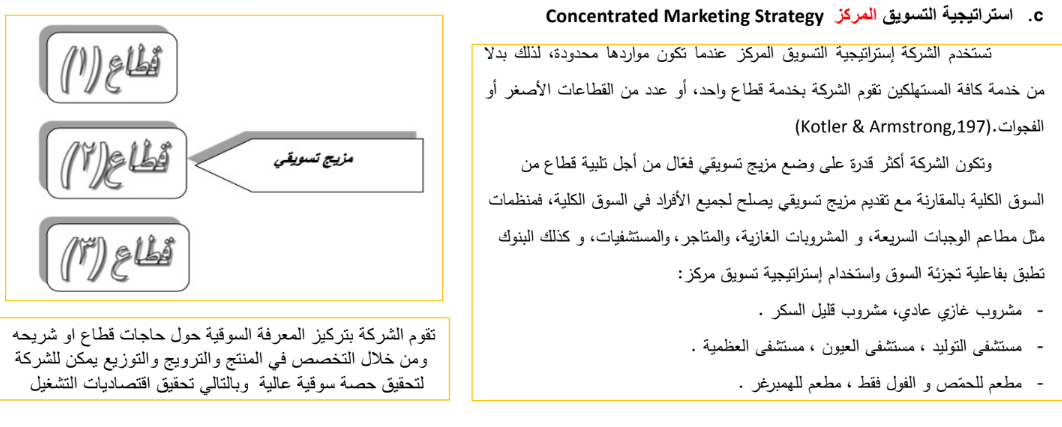 c. استراتيجية التسويق المركز Concentrated Marketing Strategy
تستخدم الشركة إستراتيجية التسويق المركز عندما تكون مواردها محدودة، لذلك بدلا
من خدمة كافة المستهلكين تقوم الشركة بخدمة قطاع واحد، أو عدد من القطاعات الأصغر أو
الفجوات.(Kotler & Armstrong,197)
وتكون الشركة أكثر قدرة على وضع مزيج تسويقي فعّال من أجل تلبية قطاع من
السوق الكلية بالمقارنة مع تقديم مزيج تسويقي يصلح لجميع الأفراد في السوق الكلية، فمنظمات
مثل مطاعم الوجبات السريعة، و المشروبات الغازية، والمتاجر، والمستشفيات، و كذلك البنوك
تطبق بفاعلية تجزئة السوق واستخدام إستراتيجية تسويق مركز:
- مشروب غازي عادي، مشروب قليل السكر .
- مستشفى التوليد ، مستشفى العيون ، مستشفى العظمية .
- مطعم للحمّص و الفول فقط ، مطعم للهمبرغر .
قطاع (١)
قطاع(٢)
مزيج تسويقي
قطاع (٣)
تقوم الشركة بتركيز المعرفة السوقية حول حاجات قطاع او شريحه
ومن خلال التخصص في المنتج والترويج والتوزيع يمكن للشركة
لتحقيق حصة سوقية عالية وبالتالي تحقيق اقتصاديات التشغيل